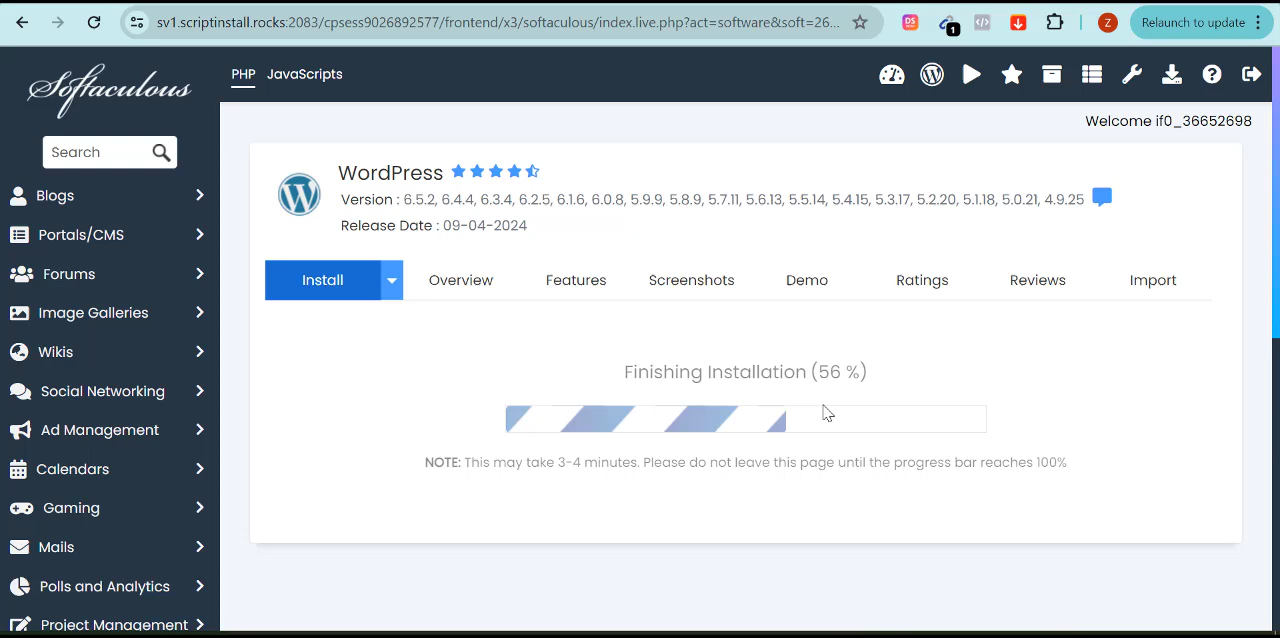 sv1.scriptinstall.rocks:2083/cpsess9026892577/frontend/x3/softaculous/index.live.php?act=software&soft=26...
DS
1
Z
Relaunch to update
Softaculous
PHP JavaScripts
Welcome if0_36652698
Search
Blogs
Portals/CMS
Forums
Image Galleries
Wikis
Social Networking
Ad Management
Calendars
Gaming
Mails
Polls and Analytics
Project Management
WordPress
Version : 6.5.2, 6.4.4, 6.3.4, 6.2.5, 6.1.6, 6.0.8, 5.9.9, 5.8.9, 5.7.11, 5.6.13, 5.5.14, 5.4.15, 5.3.17, 5.2.20, 5.1.18, 5.0.21, 4.9.25
Release Date : 09-04-2024
Install Overview Features Screenshots Demo Ratings Reviews Import
Finishing Installation (56 %)
NOTE: This may take 3-4 minutes. Please do not leave this page until the progress bar reaches 100%